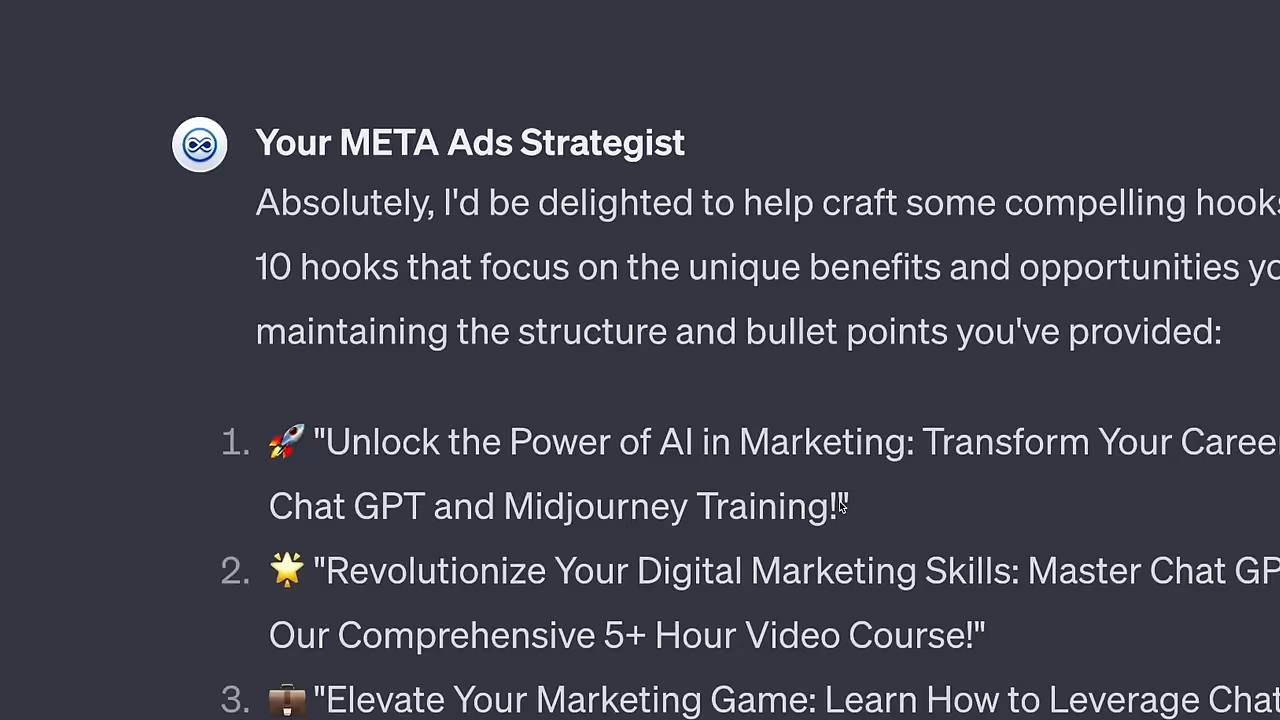 Your META Ads Strategist
Absolutely, I'd be delighted to help craft some compelling hooks
10 hooks that focus on the unique benefits and opportunities
maintaining the structure and bullet points you've provided:
1. 🚀 "Unlock the Power of AI in Marketing: Transform Your Career
Chat GPT and Midjourney Training!"
2. 🌟 "Revolutionize Your Digital Marketing Skills: Master Chat
Our Comprehensive 5+ Hour Video Course!"
3. 💼 "Elevate Your Marketing Game: Learn How to Leverage Chat